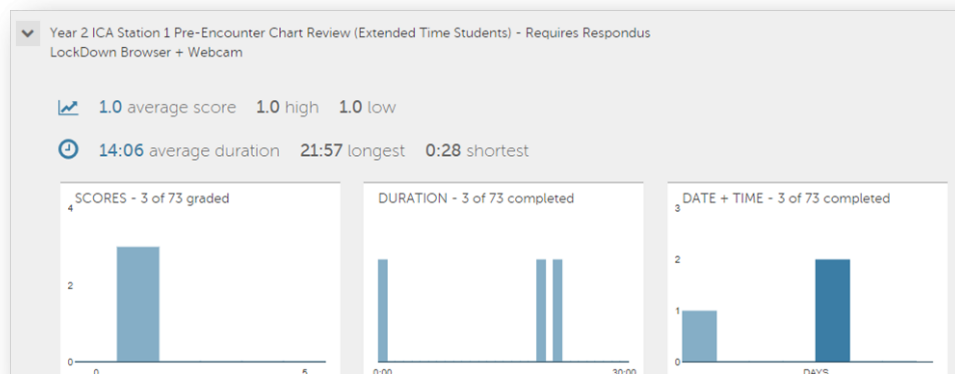 Year 2 ICA Station 1 Pre-Encounter Chart Review (Extended Time Students) - Requires Respondus
LockDown Browser + Webcam
1.0 average score 1.0 high 1.0 low
14:06 average duration 21:57 longest 0:28 shortest
SCORES - 3 of 73 graded
4
2
0
0 5
DURATION - 3 of 73 completed
0:00 30:00
DATE + TIME - 3 of 73 completed
3
2
1
0
DAYS